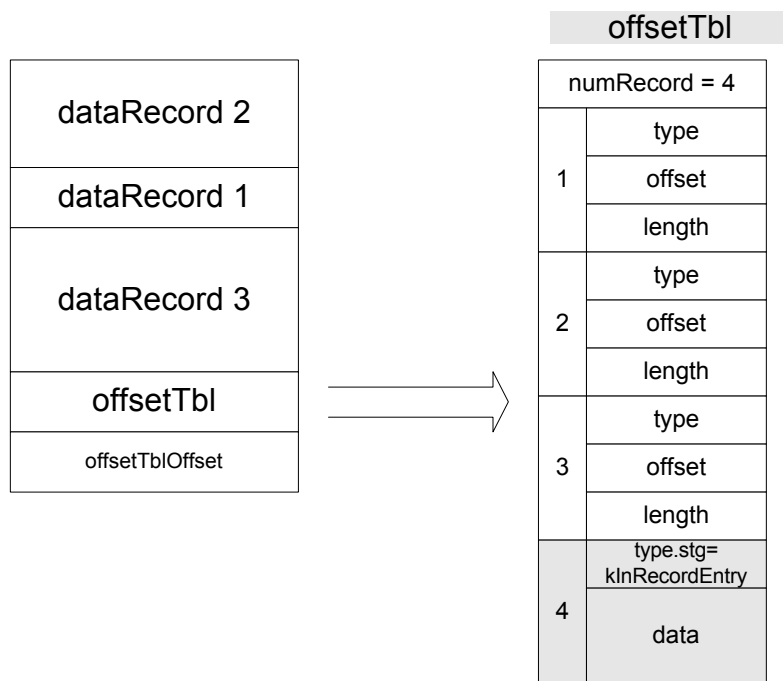 offsetTbl
dataRecord 2
dataRecord 1
dataRecord 3
offsetTbl
offsetTblOffset
numRecord = 4
1
type
offset
length
2
type
offset
length
3
type
offset
length
4
type.stg=
kInRecordEntry
data